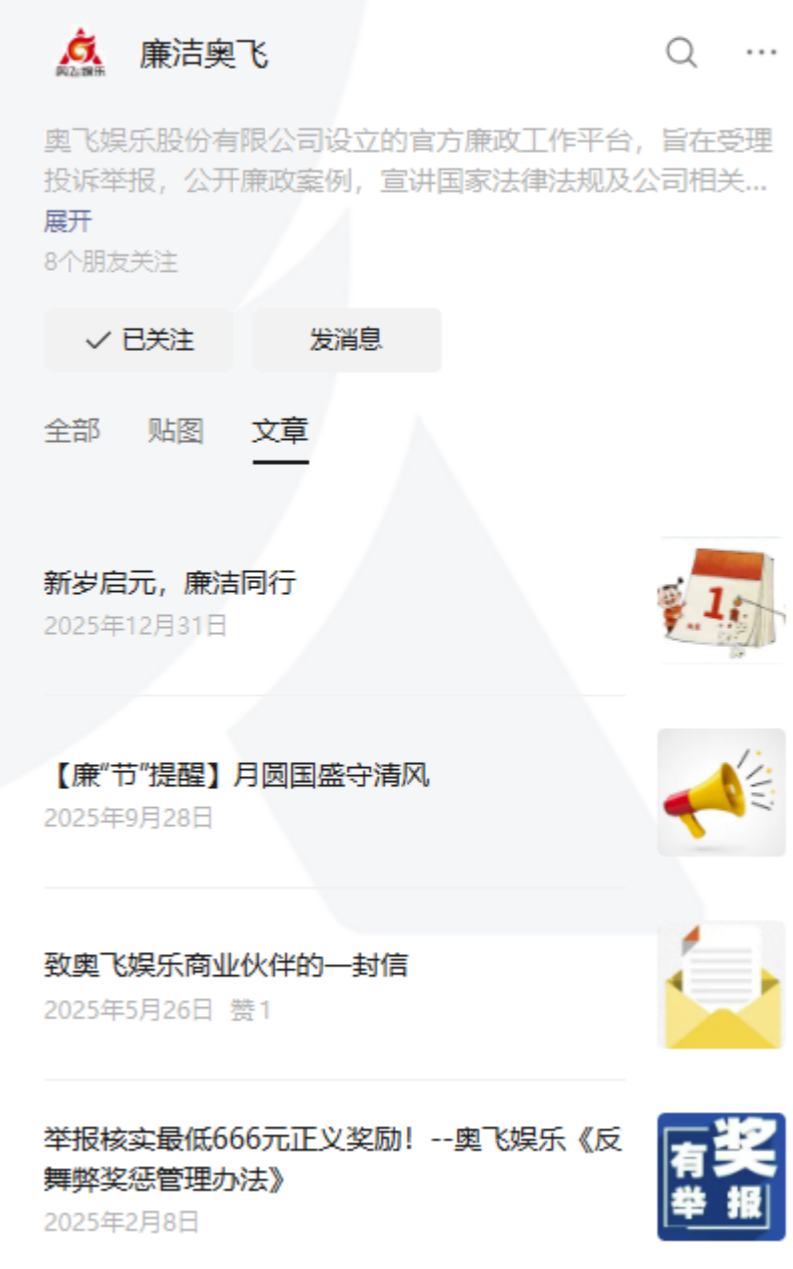 奥飞娱乐
廉洁奥飞
奥飞娱乐股份有限公司设立的官方廉政工作平台，旨在受理
投诉举报，公开廉政案例，宣讲国家法律法规及公司相关...
展开
8个朋友关注
已关注
发消息
全部
贴图
文章
新岁启元，廉洁同行
2025年12月31日
1
【廉“节”提醒】月圆国盛守清风
2025年9月28日
致奥飞娱乐商业伙伴的一封信
2025年5月26日 赞1
举报核实最低666元正义奖励！--奥飞娱乐《反
舞弊奖惩管理办法》
2025年2月8日
有奖
举报